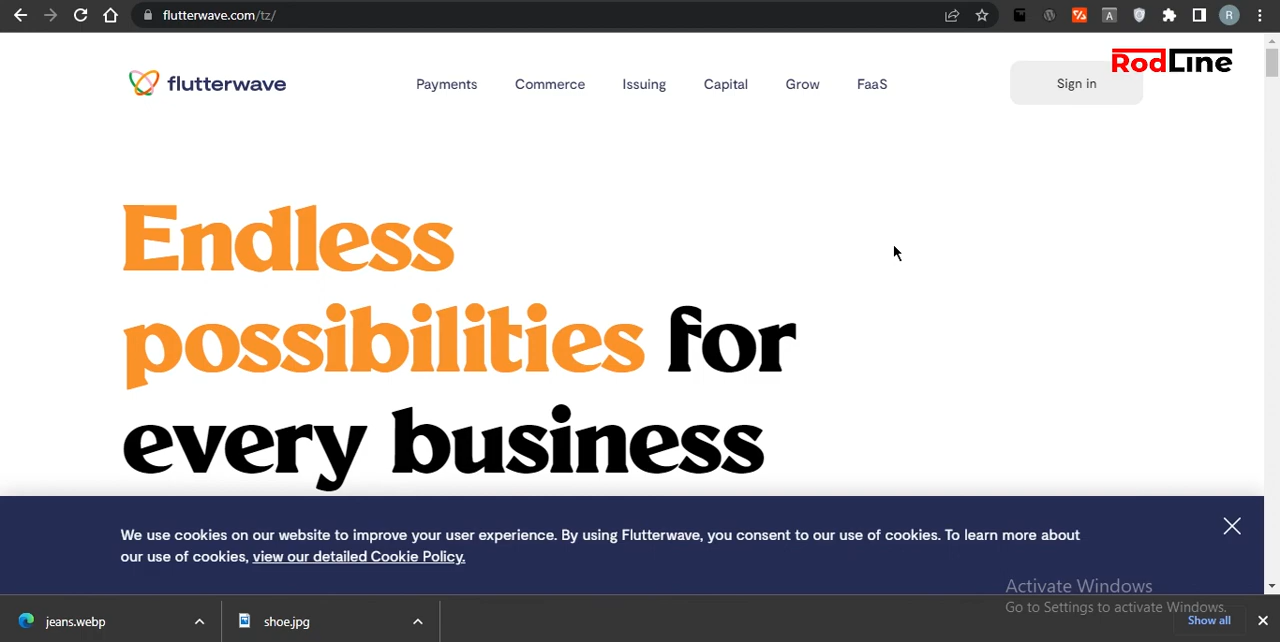 flutterwave.com/tz/
R
RodLine
flutterwave
Payments
Commerce
Issuing
Capital
Grow
FaaS
Sign in
Endless
possibilities for
every business
We use cookies on our website to improve your user experience. By using Flutterwave, you consent to our use of cookies. To learn more about
our use of cookies, view our detailed Cookie Policy.
Activate Windows
Go to Settings to activate Windows.
jeans.webp
shoe.jpg
Show all